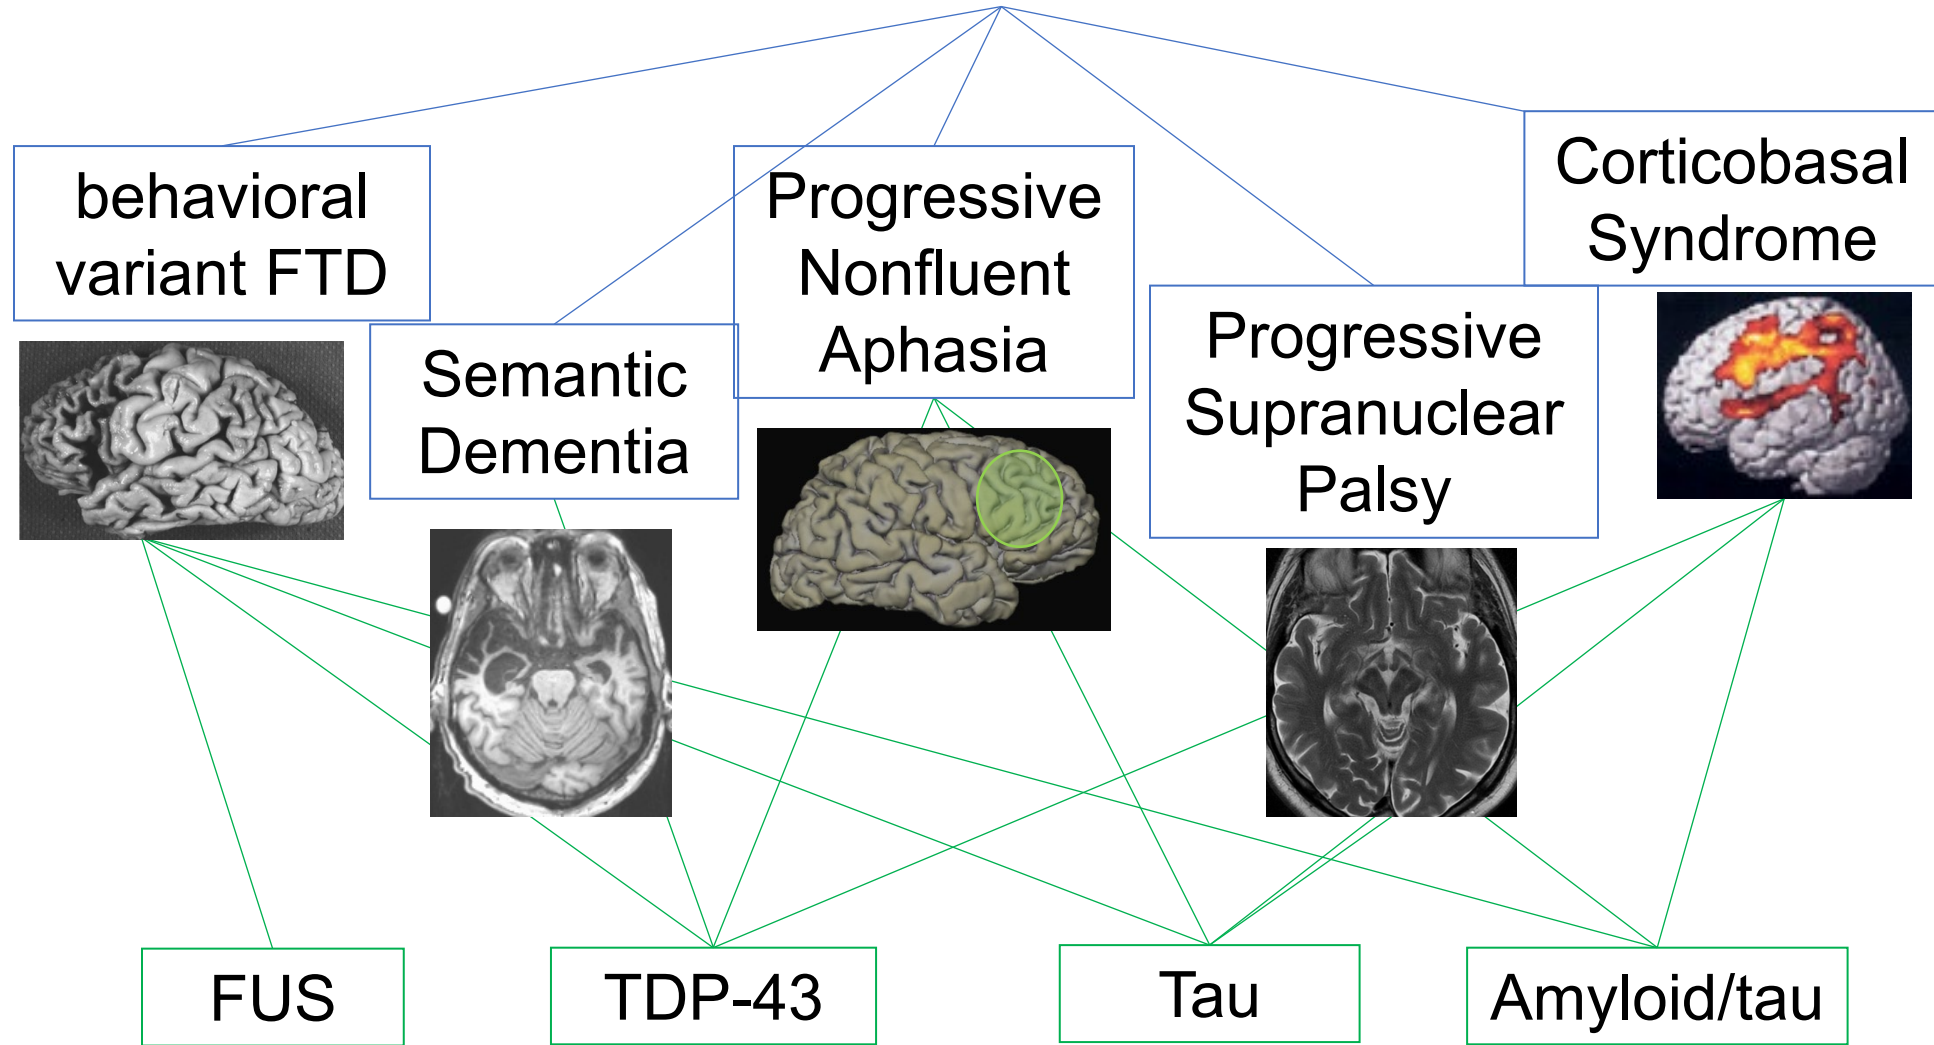 behavioral
variant FTD
Semantic
Dementia
Progressive
Nonfluent
Aphasia
Progressive
Supranuclear
Palsy
Corticobasal
Syndrome
FUS
TDP-43
Tau
Amyloid/tau